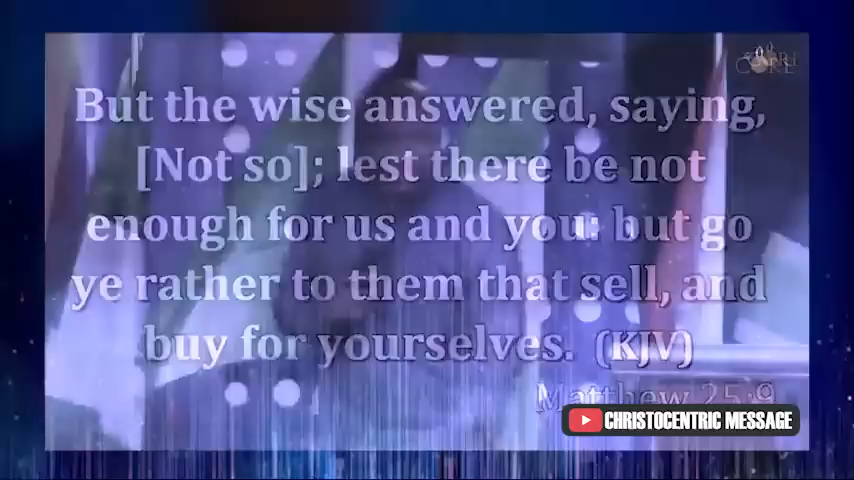 But the wise answered, saying,
[Not so]; lest there be not
enough for us and you: but go
ye rather to them that sell, and
buy for yourselves. (KJV)
Matthew 25:9
CHRISTOCENTRIC MESSAGE